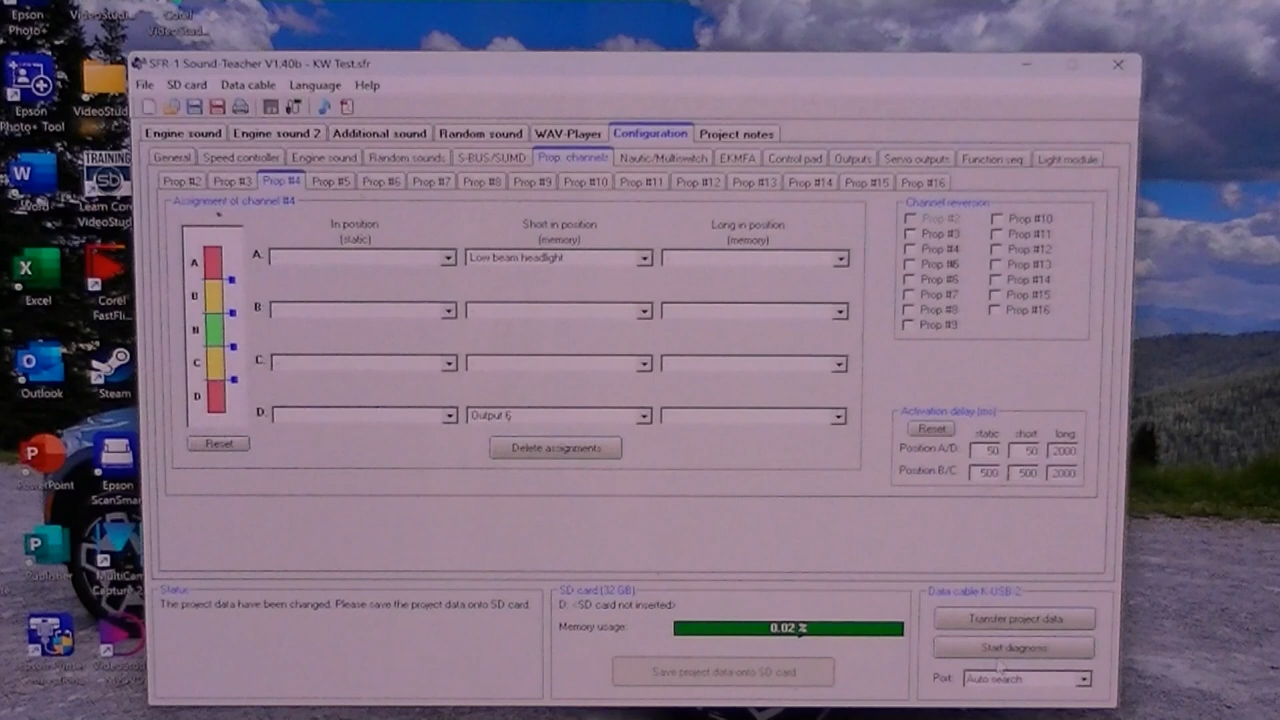 Epson
Photo+
VideoStud...
Corel
VideoStud...
SFR-1 Sound-Teacher V1.40b - KW Test.sfr
File SD card Data cable Language Help
Epson
Photo+ Tool
VideoStud
Engine sound Engine sound 2 Additional sound Random sound WAV-Player Configuration Project notes
General Speed controller Engine sound Random sounds S-BUS/SUMD Prop. channels Nautic/Multiswitch EKMFA Control pad Outputs Servo outputs Function seq. Light module
Prop #2 Prop #3 Prop #4 Prop #5 Prop #6 Prop #7 Prop #8 Prop #9 Prop #10 Prop #11 Prop #12 Prop #13 Prop #14 Prop #15 Prop #16
W
Word
TRAINING
Learn Cor
VideoStud
Assignment of channel #4
In position
(static)
Short in position
(memory)
Long in position
(memory)
A
B
N
C
D
A. Low beam headlight
B
C.
D. Output 6
Reset
Delete assignments
Channel reversion
Prop #2 Prop #10
Prop #3 Prop #11
Prop #4 Prop #12
Prop #5 Prop #13
Prop #6 Prop #14
Prop #7 Prop #15
Prop #8 Prop #16
Prop #9
X
Excel
Corel
FastFli...
Outlook
Steam
Activation delay [ms]
Reset static short long
Position A/D: 50 50 2000
Position B/C: 500 500 2000
P
PowerPoint
Epson
ScanSmar
P
Publisher
MultiCam
Capture 2
Status
The project data have been changed. Please save the project data onto SD card.
SD card (32 GB)
D: <SD card not inserted>
Memory usage: 0.02 %
Save project data onto SD card
Data cable K-USB-2
Transfer project data
Start diagnosis
Port: Auto search